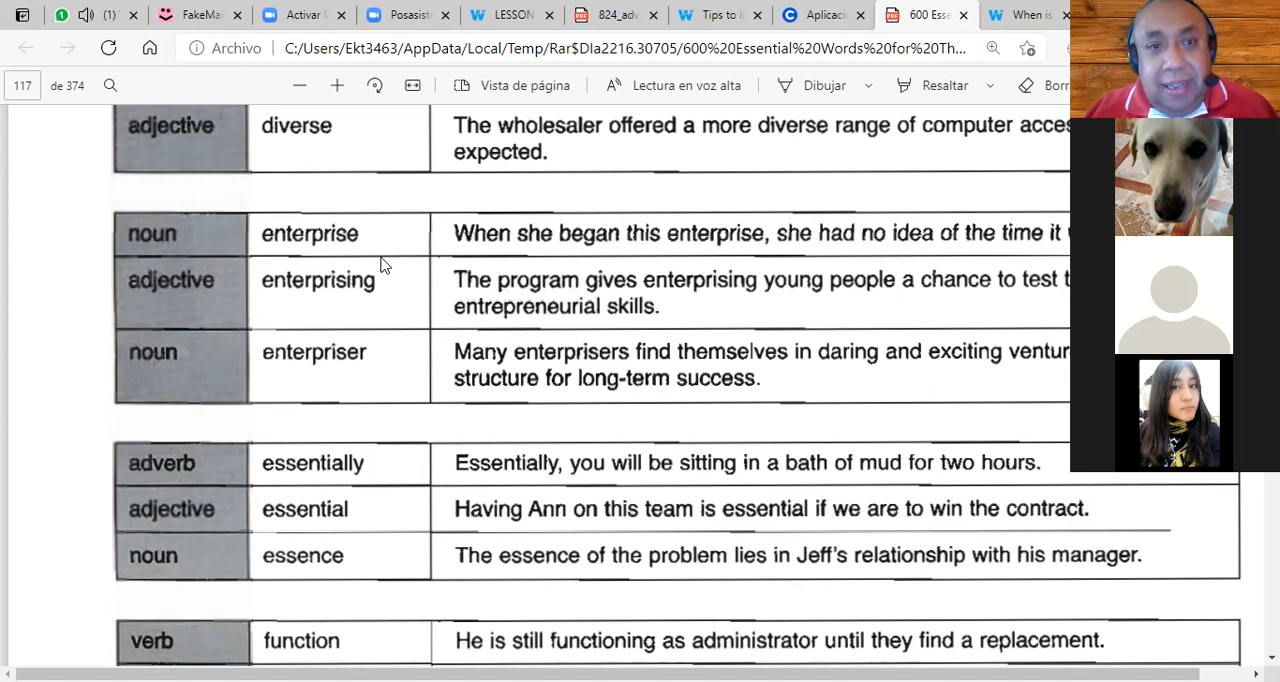 (1)
FakeMai
Activar l
Posasist
LESSON
824_adv
Tips to i
Aplicaci
600 Esse
When is
Archivo
C:/Users/Ekt3463/AppData/Local/Temp/Rar$DIa2216.30705/600%20Essential%20Words%20for%20Th...
117 de 374
Vista de página
Lectura en voz alta
Dibujar
Resaltar
Borr
adjective diverse The wholesaler offered a more diverse range of computer acce
expected.
noun enterprise When she began this enterprise, she had no idea of the time it
adjective enterprising The program gives enterprising young people a chance to test t
entrepreneurial skills.
noun enterpriser Many enterprisers find themselves in daring and exciting ventur
structure for long-term success.
adverb essentially Essentially, you will be sitting in a bath of mud for two hours.
adjective essential Having Ann on this team is essential if we are to win the contract.
noun essence The essence of the problem lies in Jeff's relationship with his manager.
verb function He is still functioning as administrator until they find a replacement.